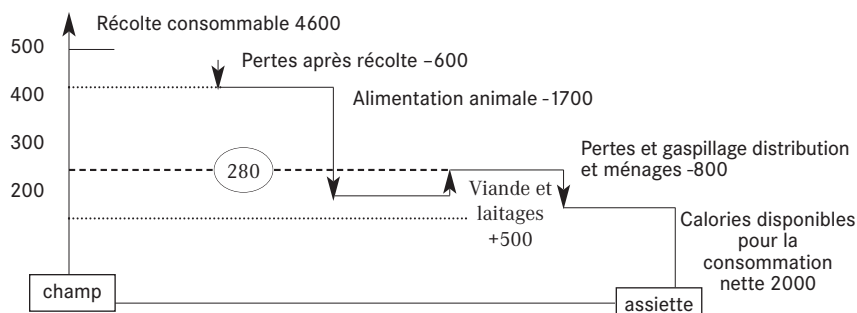 Récolte consommable 4600
500
Pertes après récolte -600
400
Alimentation animale -1700
300
Pertes et gaspillage distribution
et ménages -800
280
200
Viande et
laitages
+500
Calories disponibles
pour la
consommation
nette 2000
champ
assiette